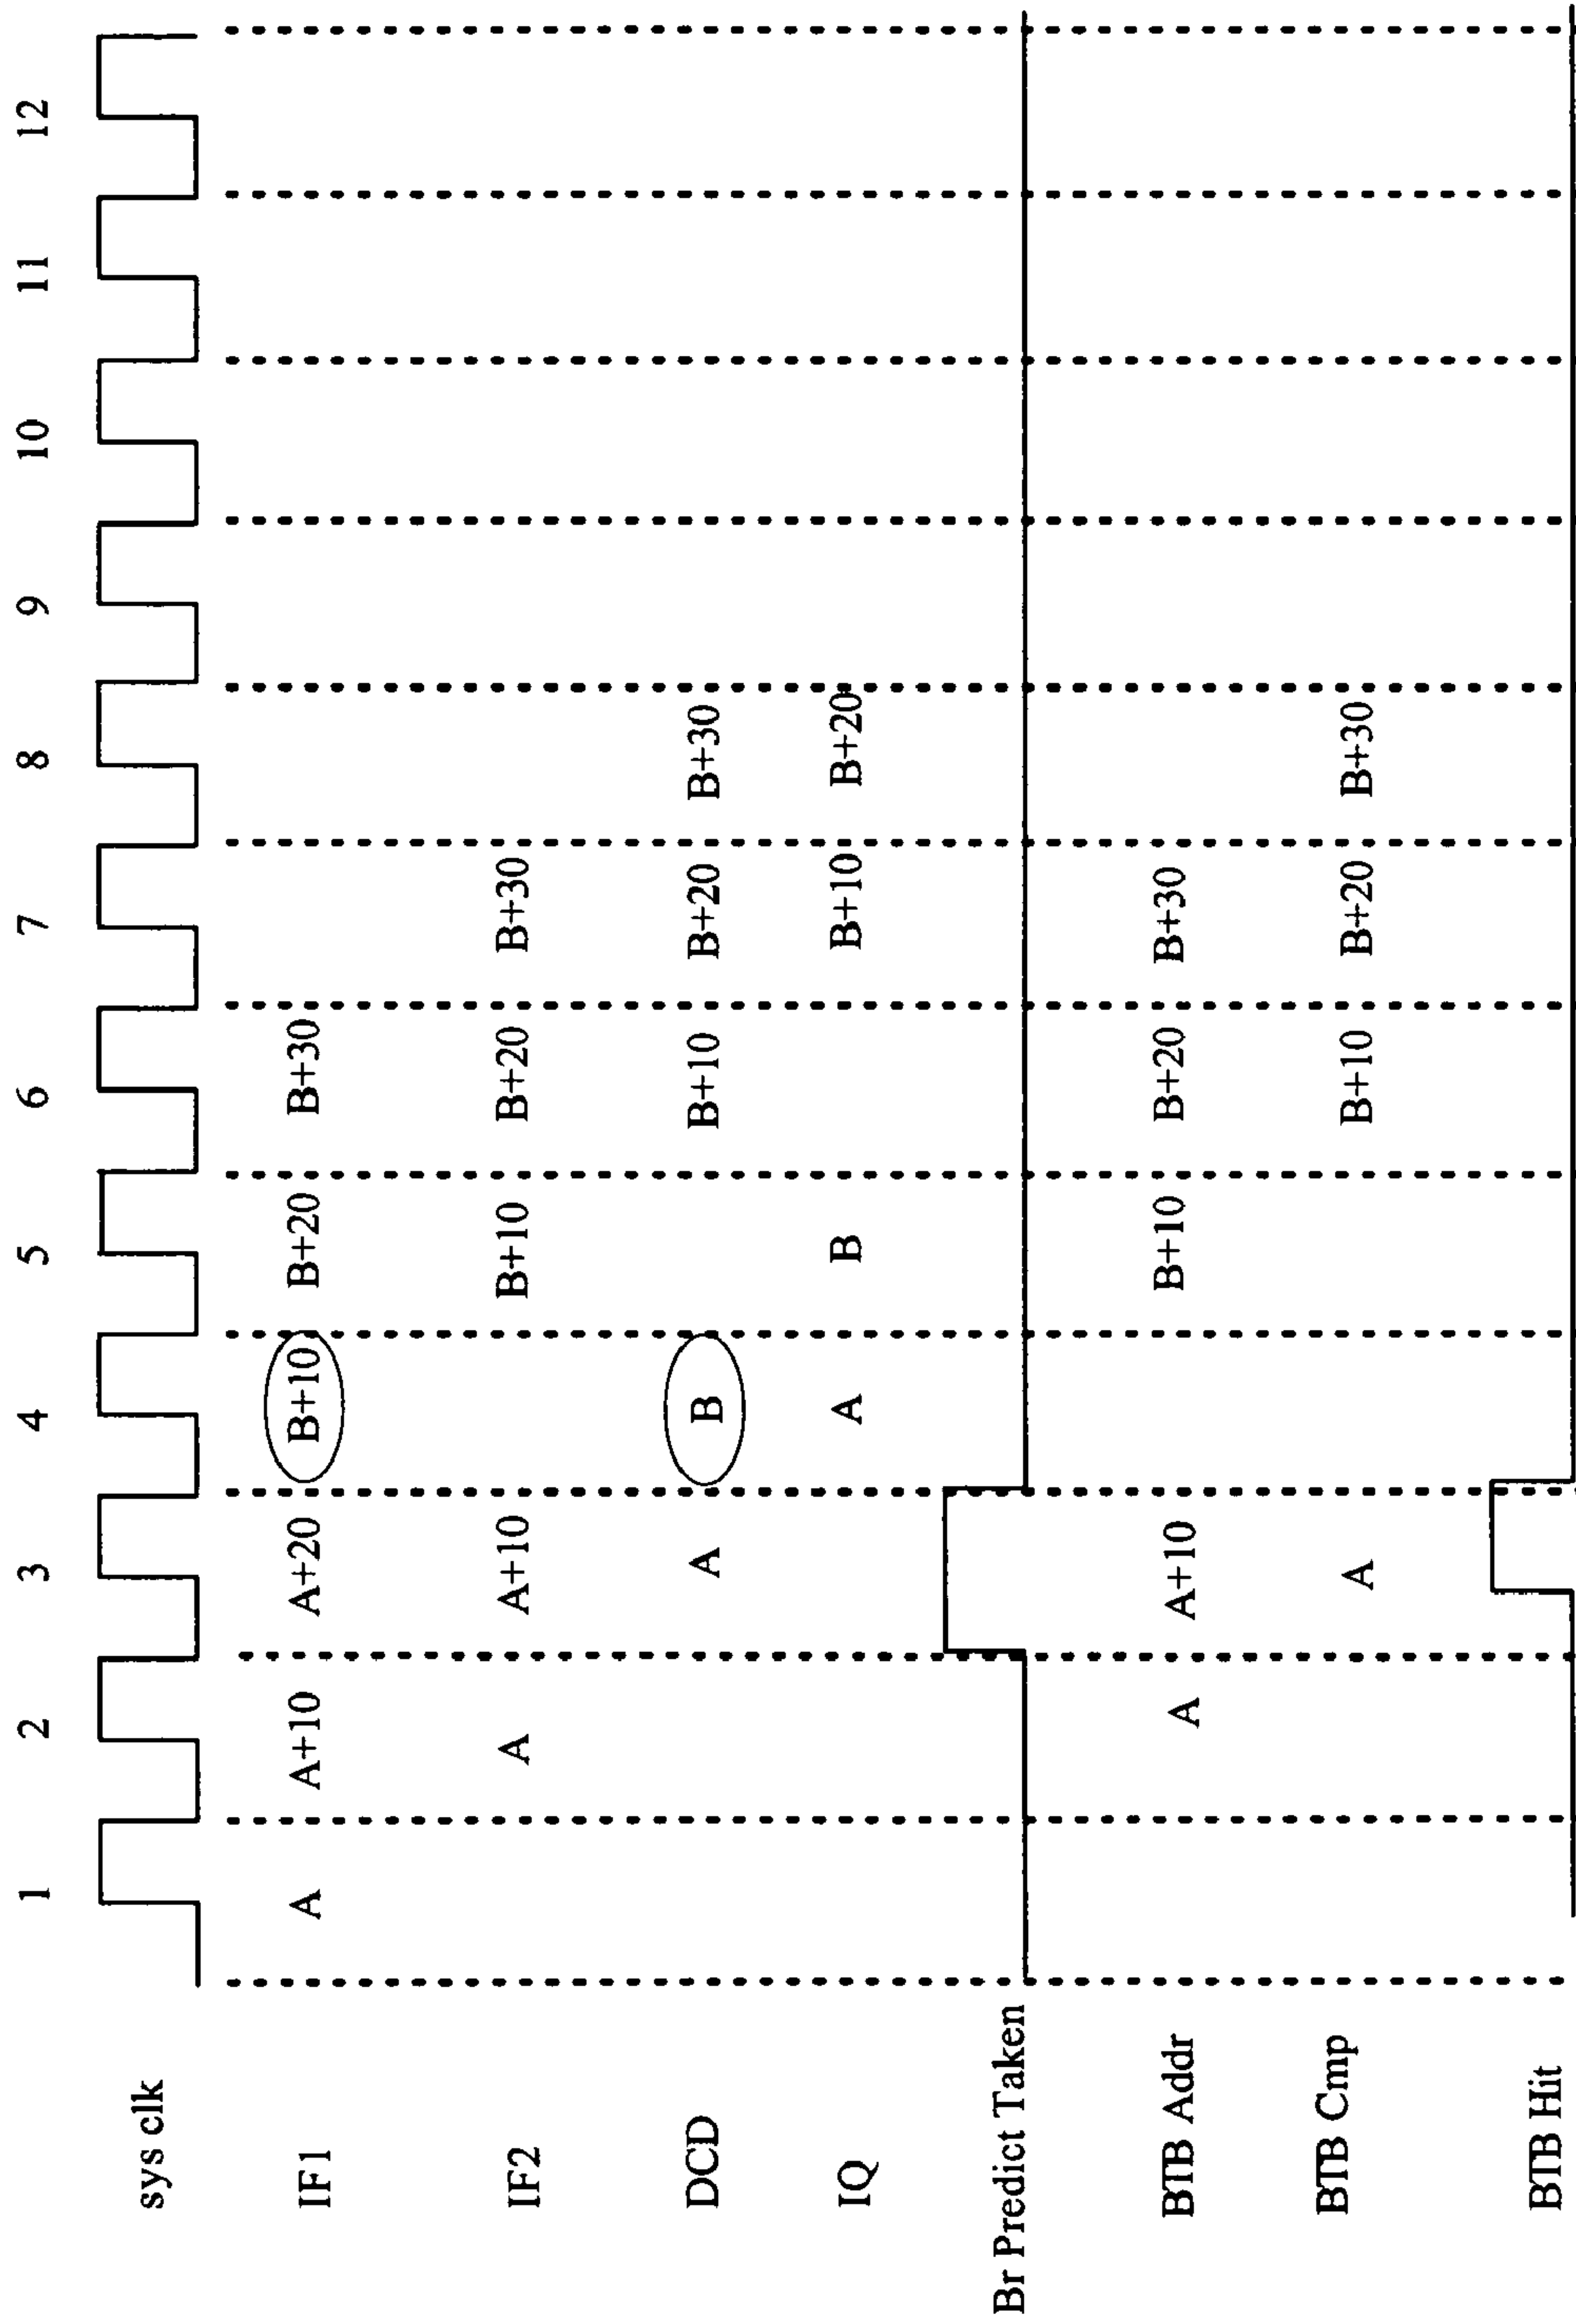 1 2 3 4 5 6 7 8 9 10 11 12
sys clk
IF1 A A+10 A+20 B+10 B+20 B+30
IF2 A A+10 B+10 B+20 B+30
DCD A B B+10 B+20 B+30
IQ A B B+10 B+20
Br Predict Taken
BTB Addr A A+10 B+10 B+20 B+30
BTB Cmp A B+10 B+20 B+30
BTB Hit